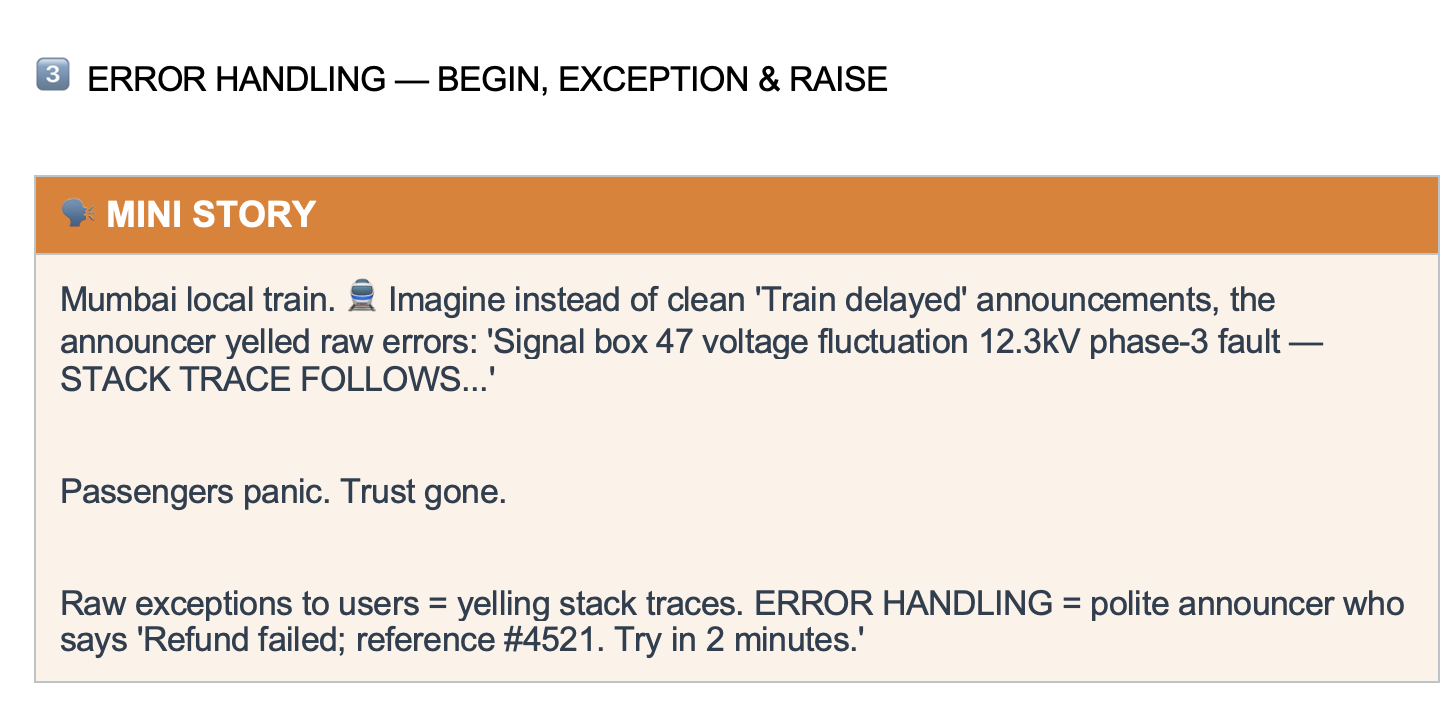 3️⃣ ERROR HANDLING — BEGIN, EXCEPTION & RAISE
🗣️ MINI STORY
Mumbai local train. 🚆 Imagine instead of clean 'Train delayed' announcements, the
announcer yelled raw errors: 'Signal box 47 voltage fluctuation 12.3kV phase-3 fault —
STACK TRACE FOLLOWS...'
Passengers panic. Trust gone.
Raw exceptions to users = yelling stack traces. ERROR HANDLING = polite announcer who
says 'Refund failed; reference #4521. Try in 2 minutes.'